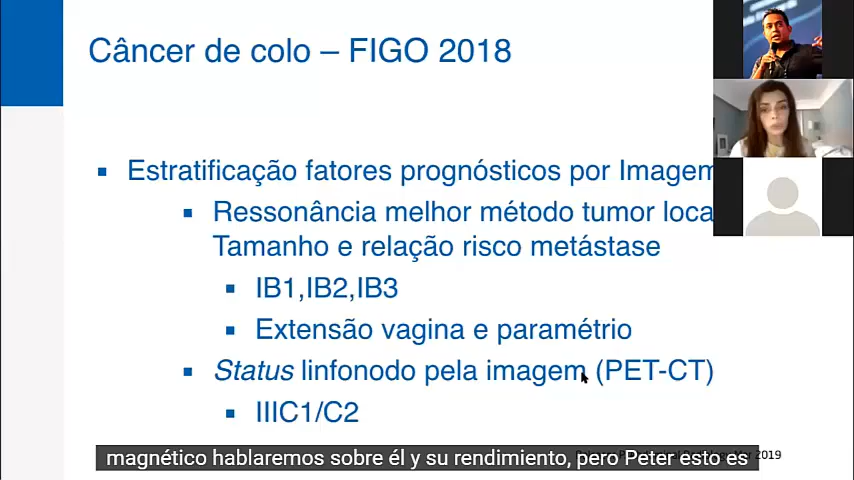 Câncer de colo – FIGO 2018
Estratificação fatores prognósticos por Imagem
Ressonância melhor método tumor loca
Tamanho e relação risco metástase
IB1,IB2,IB3
Extensão vagina e paramétrio
Status linfonodo pela imagem (PET-CT)
IIIC1/C2
magnético hablaremos sobre él y su rendimiento, pero Peter esto es
2019